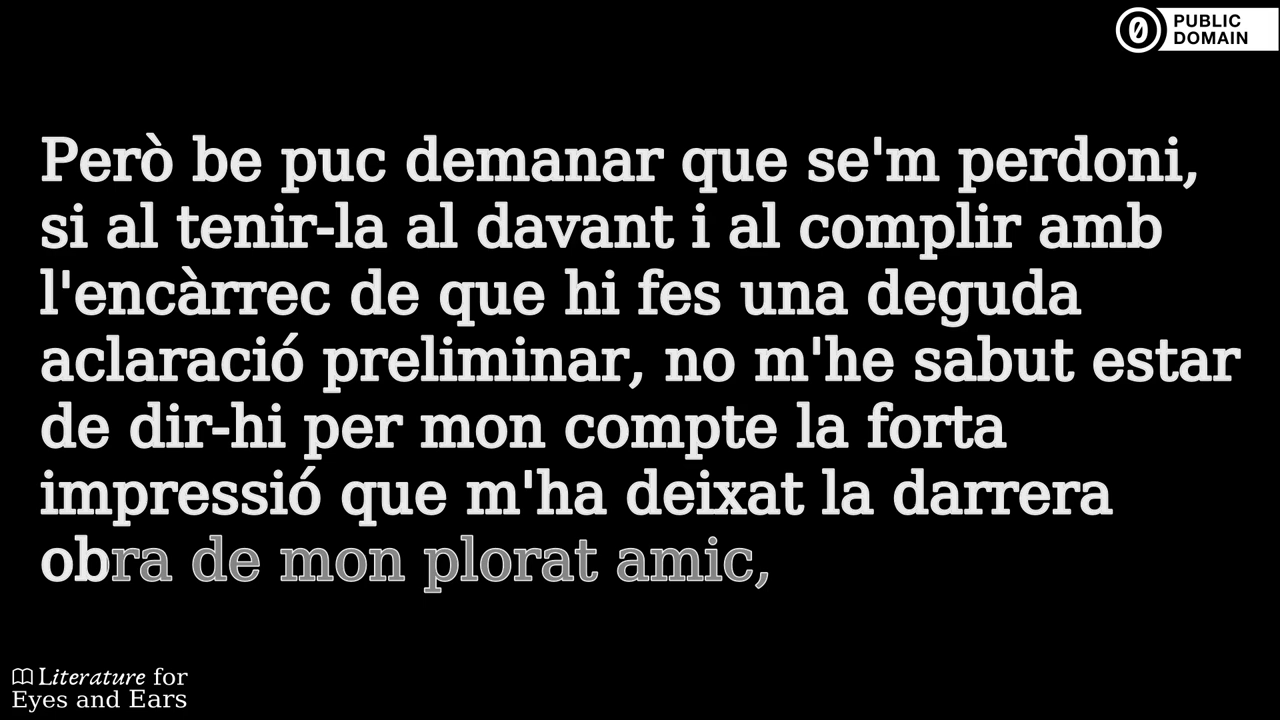 PUBLIC
DOMAIN
Però be puc demanar que se'm perdoni,
si al tenir-la al davant i al complir amb
l'encàrrec de que hi fes una deguda
aclaració preliminar, no m'he sabut estar
de dir-hi per mon compte la forta
impressió que m'ha deixat la darrera
obra de mon plorat amic,
Literature for
Eyes and Ears